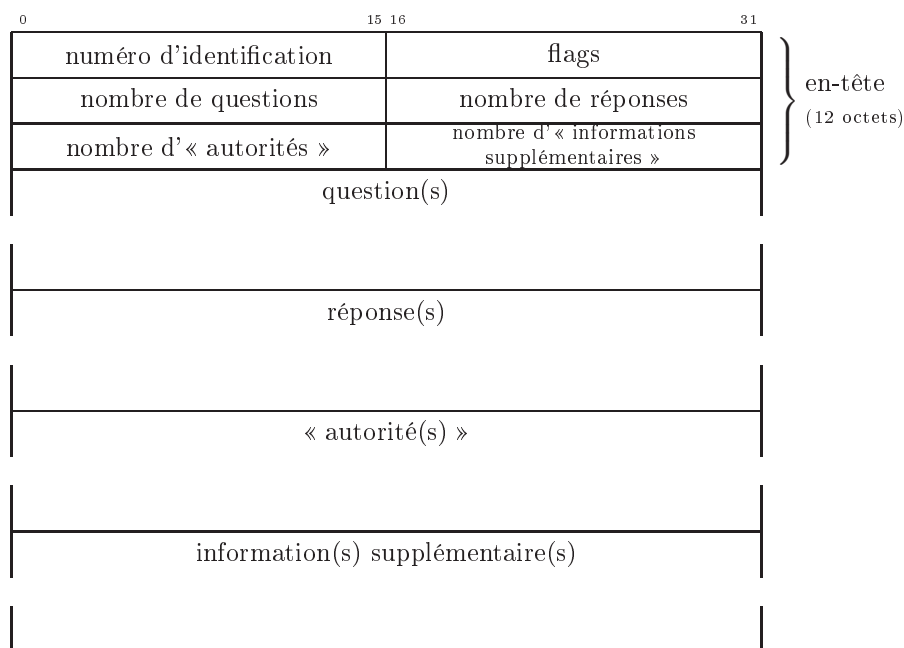 0 15 16 31
numéro d'identification flags
nombre de questions nombre de réponses
en-tête
(12 octets)
nombre d'« autorités » nombre d'« informations
supplémentaires »
question(s)
réponse(s)
« autorité(s) »
information(s) supplémentaire(s)